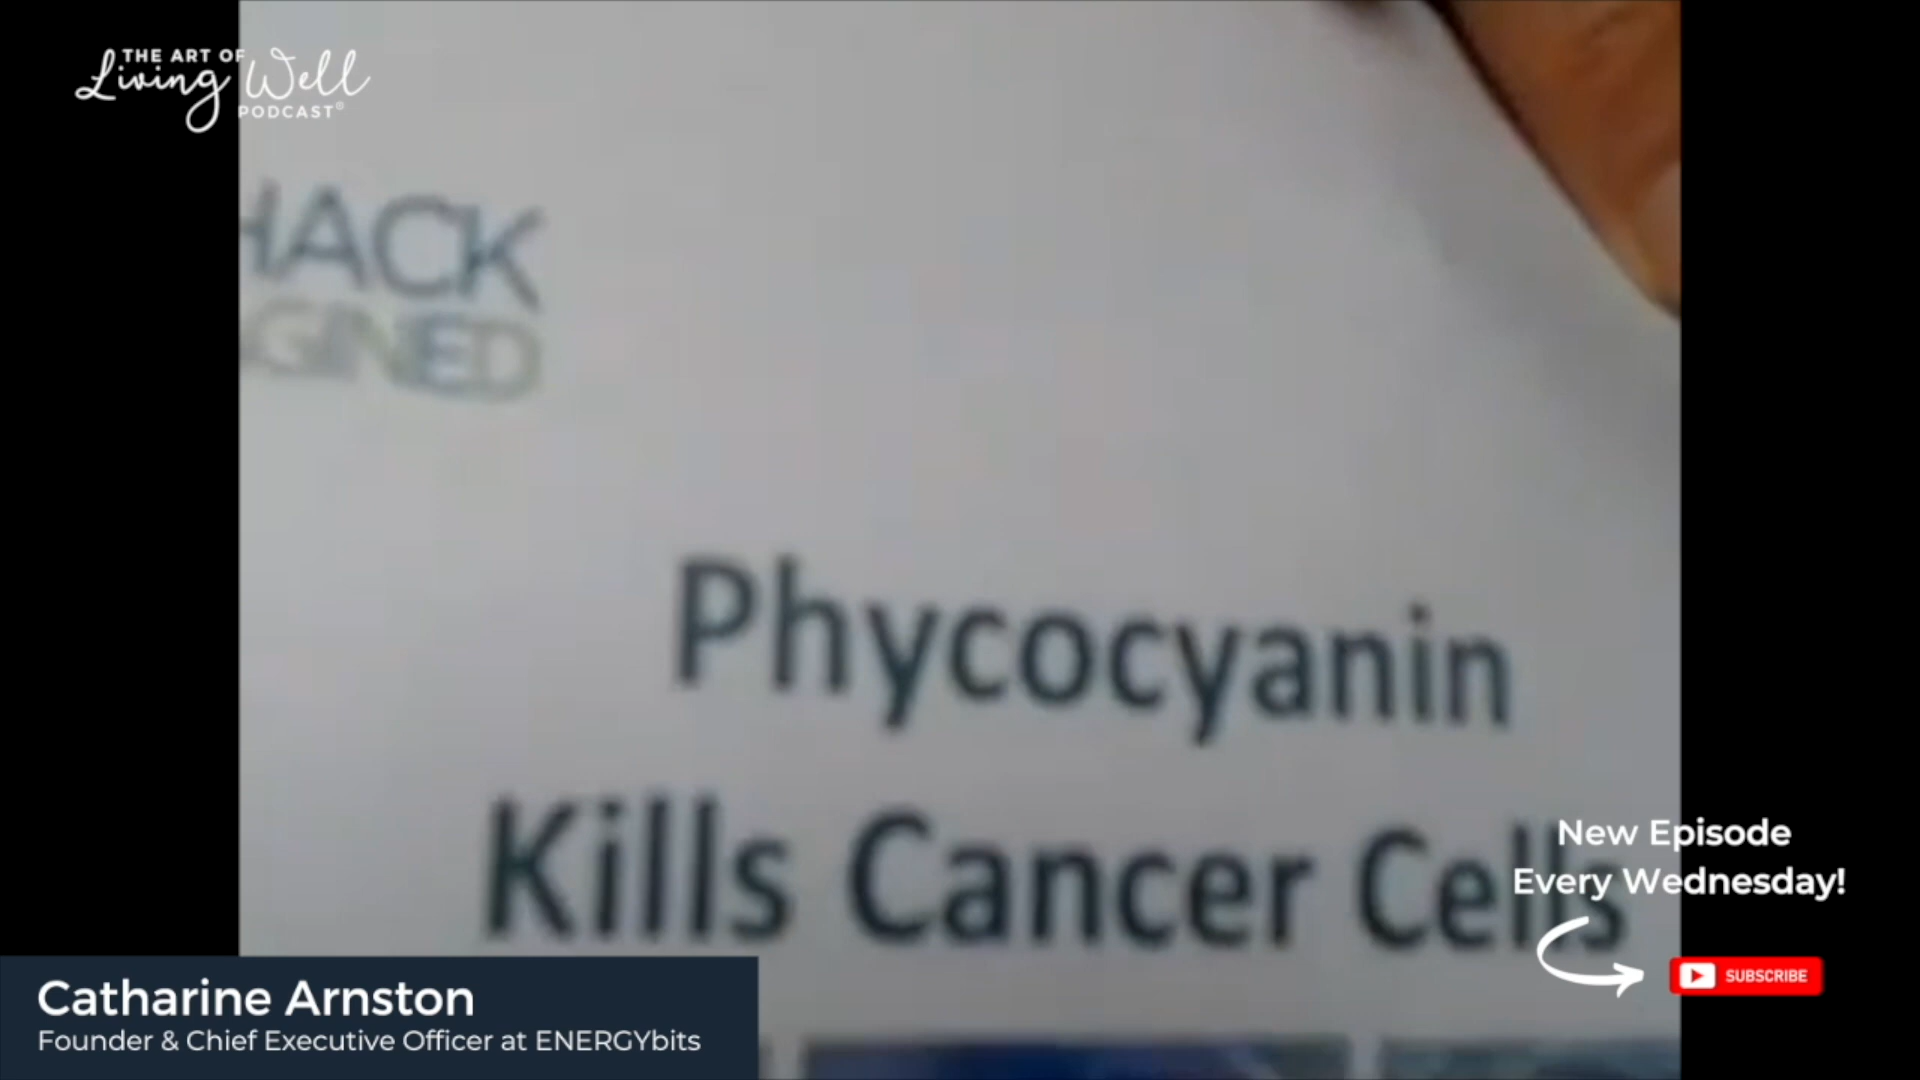 THE ART OF
Living Well
PODCAST®
HACK
GINED
Phycocyanin
Kills Cancer Cells
New Episode
Every Wednesday!
SUBSCRIBE
Catharine Arnston
Founder & Chief Executive Officer at ENERGYbits